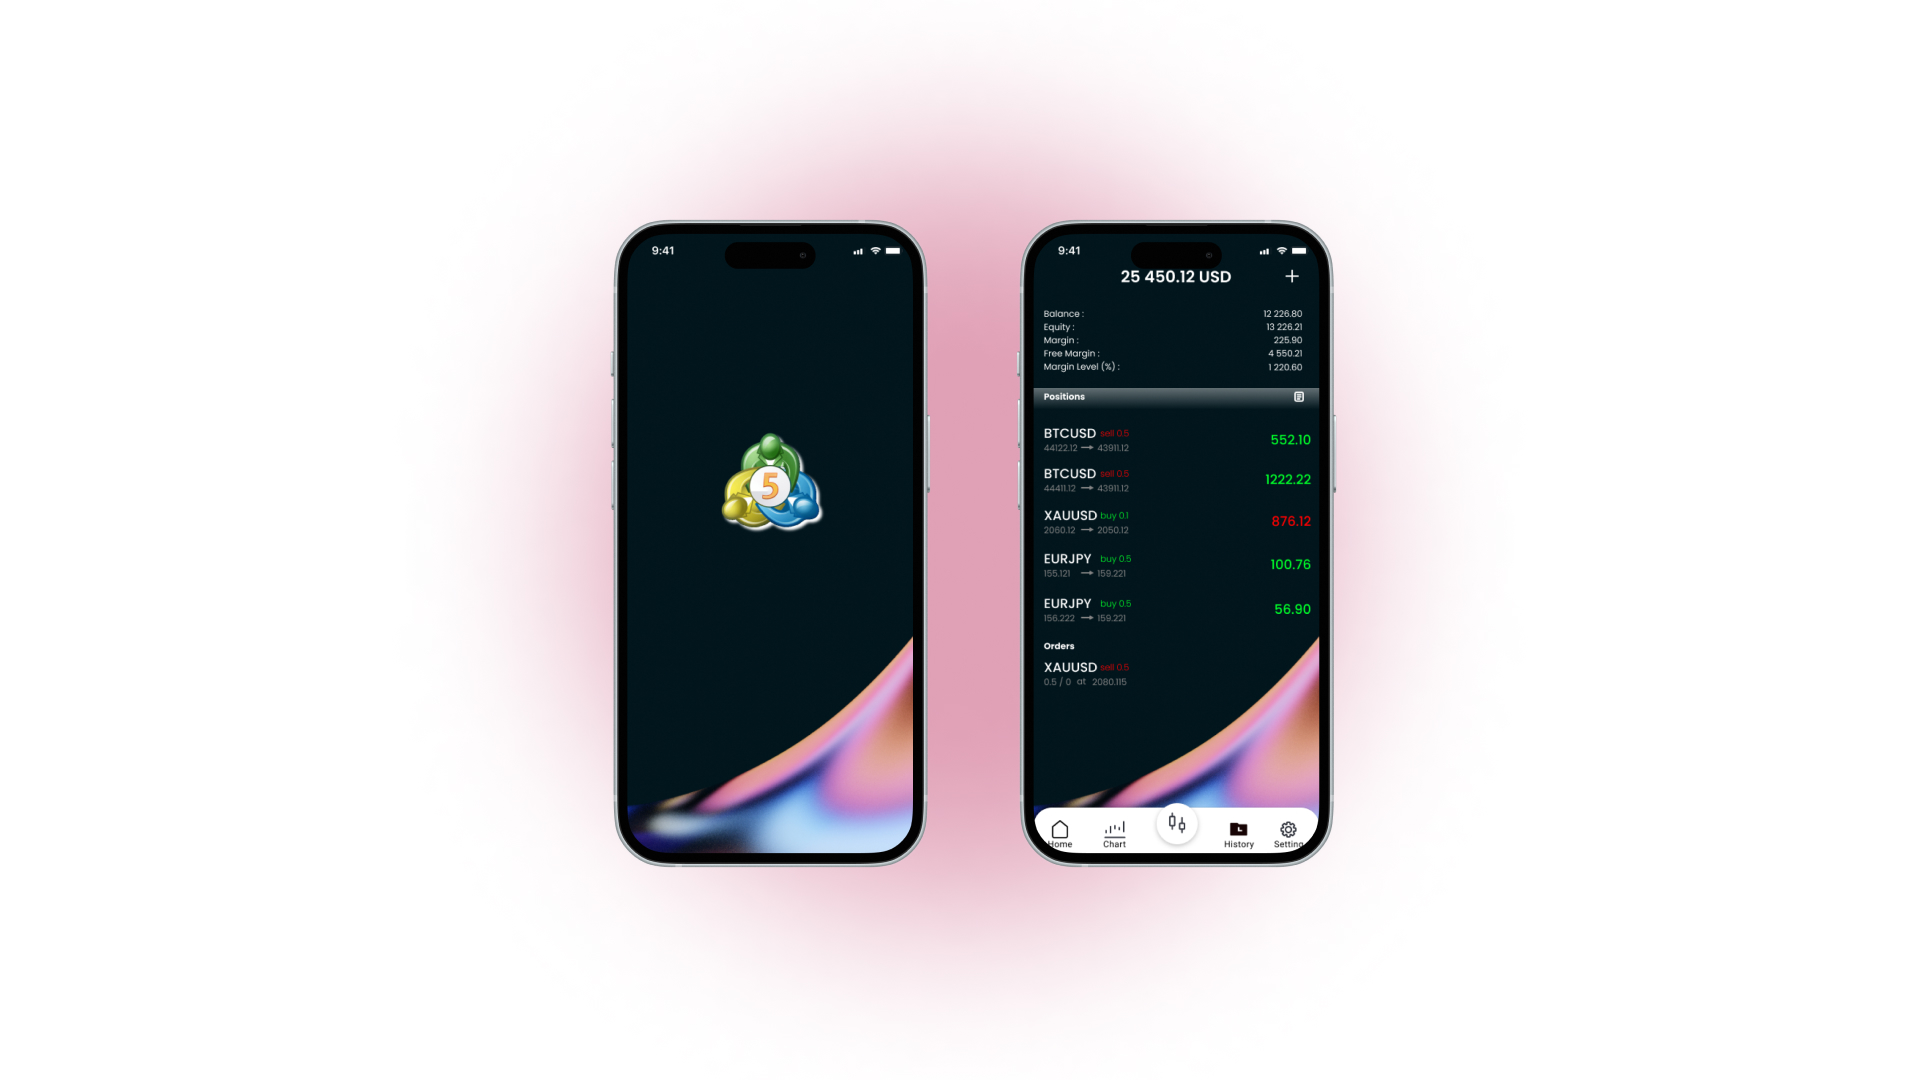 9:41
5
9:41
25 450.12 USD
Balance : 12 226.80
Equity : 13 226.21
Margin : 225.90
Free Margin : 4 550.21
Margin Level (%) : 1 220.60
Positions
BTCUSD sell 0.5 552.10
44122.12 → 43911.12
BTCUSD sell 0.5 1222.22
44411.12 → 43911.12
XAUUSD buy 0.1 876.12
2060.12 → 2050.12
EURJPY buy 0.5 100.76
155.121 → 159.221
EURJPY buy 0.5 56.90
156.222 → 159.221
Orders
XAUUSD sell 0.5
0.5 / 0 at 2080.115
Home Chart History Setting